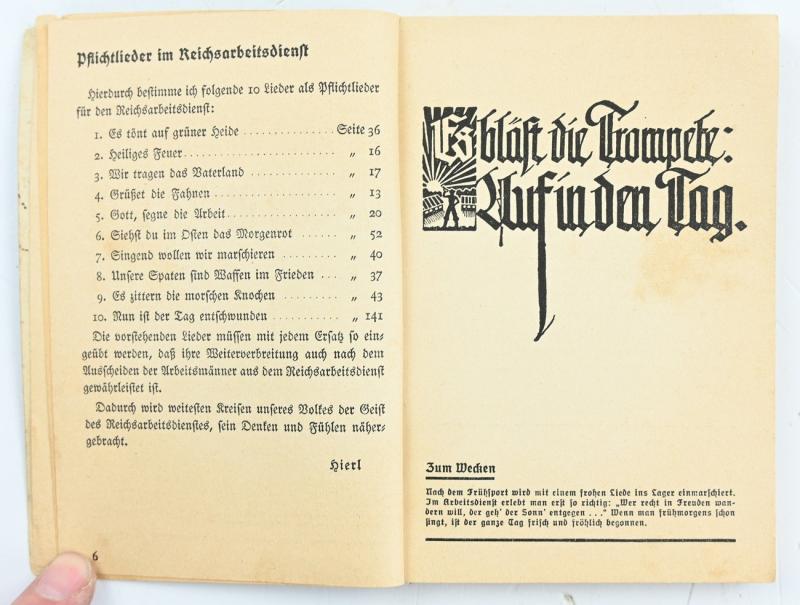 Pflichtlieder im Reichsarbeitsdienst
Hierdurch bestimme ich folgende 10 Lieder als Pflichtlieder
für den Reichsarbeitsdienst:
1. Es tönt auf grüner Heide . . . . . . . . . . . . . . Seite 36
2. Heiliges Feuer . . . . . . . . . . . . . . . . . . . . . . . . „ 16
3. Wir tragen das Vaterland . . . . . . . . . . . . . . „ 17
4. Grüßet die Fahnen . . . . . . . . . . . . . . . . . . . „ 13
5. Gott, segne die Arbeit . . . . . . . . . . . . . . . . . „ 20
6. Siehst du im Osten das Morgenrot . . . . . . „ 52
7. Singend wollen wir marschieren . . . . . . . . „ 40
8. Unsere Spaten sind Waffen im Frieden . . . „ 37
9. Es zittern die morschen Knochen . . . . . . . . „ 43
10. Nun ist der Tag entschwunden . . . . . . . . . „ 141
Die vorstehenden Lieder müssen mit jedem Ersatz so ein-
geübt werden, daß ihre Weiterverbreitung auch nach dem
Ausscheiden der Arbeitsmänner aus dem Reichsarbeitsdienst
gewährleistet ist.
Dadurch wird weitesten Kreisen unseres Volkes der Geist
des Reichsarbeitsdienstes, sein Denken und Fühlen näher-
gebracht.
Hierl
6
Es bläst die Trompete:
Auf in den Tag.
Zum Wecken
Nach dem Frühsport wird mit einem frohen Liede ins Lager einmarschiert.
Im Arbeitsdienst erlebt man erst so richtig: „Wer recht in Freuden wan-
dern will, der geh' der Sonn' entgegen . . .“ Wenn man frühmorgens schon
singt, ist der ganze Tag frisch und fröhlich begonnen.